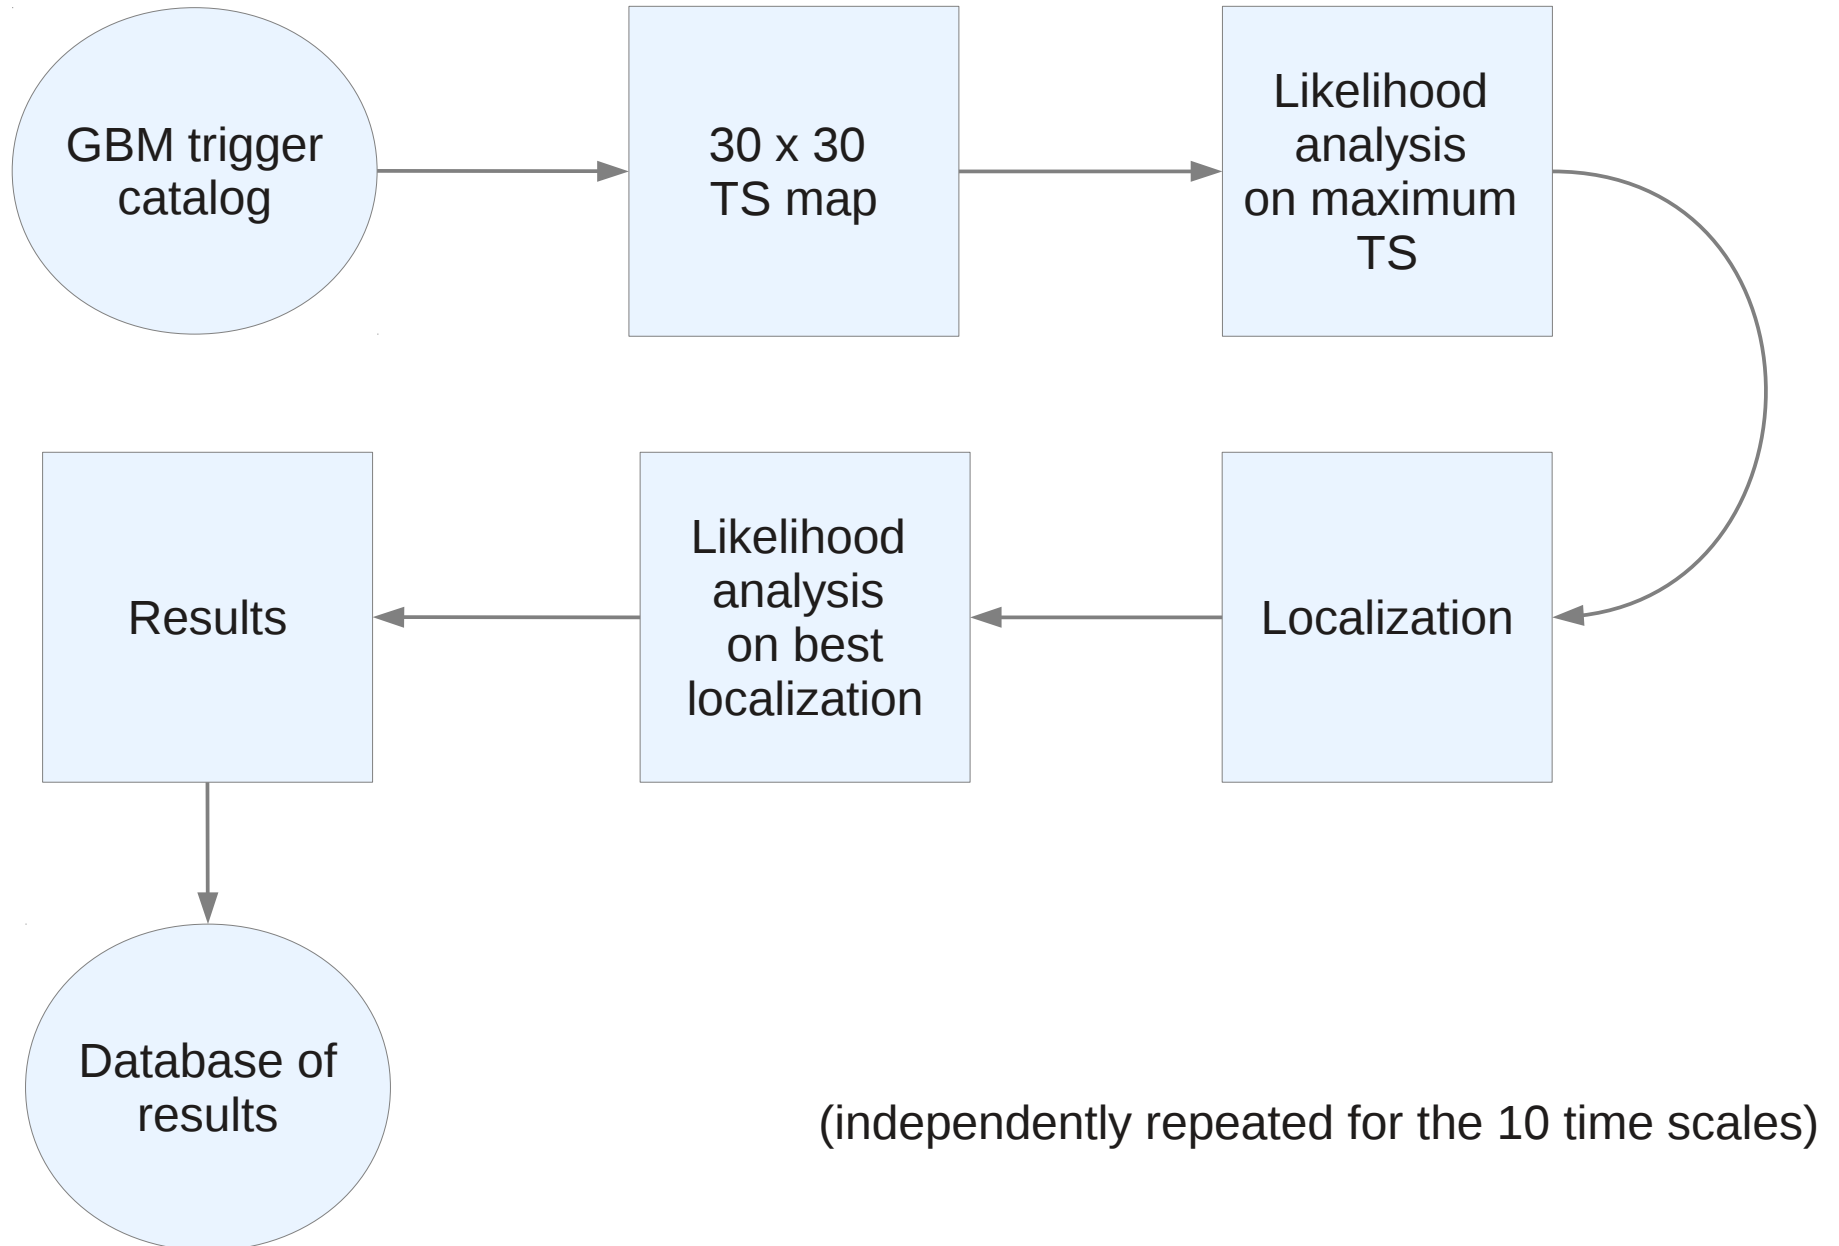 GBM trigger
catalog
30 x 30
TS map
Likelihood
analysis
on maximum
TS
Localization
Likelihood
analysis
on best
localization
Results
Database of
results
(independently repeated for the 10 time scales)